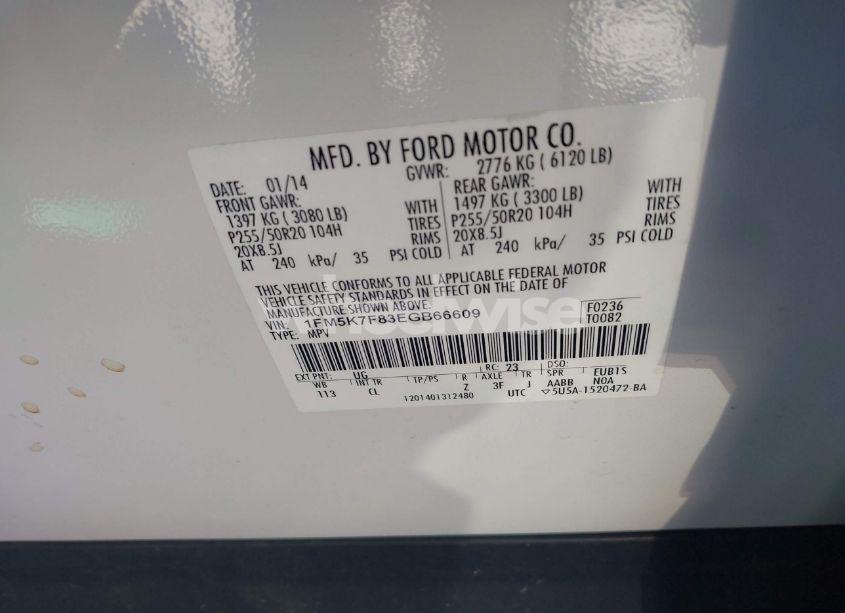 MFD. BY FORD MOTOR CO.
DATE: 01/14 GVWR: 2776 KG ( 6120 LB)
FRONT GAWR: REAR GAWR:
1397 KG ( 3080 LB) WITH 1497 KG ( 3300 LB) WITH
P255/50R20 104H TIRES P255/50R20 104H TIRES
20X8.5J RIMS 20X8.5J RIMS
AT 240 kPa/ 35 PSI COLD AT 240 kPa/ 35 PSI COLD
THIS VEHICLE CONFORMS TO ALL APPLICABLE FEDERAL MOTOR
VEHICLE SAFETY STANDARDS IN EFFECT ON THE DATE OF
MANUFACTURE SHOWN ABOVE.
VIN: 1FM5K7F83EGB66609 F0236
TYPE: MPV T0082
EXT PNT: UG RC: 23 DSO:
WB INT TR TP/PS R AXLE TR SPR EUB1S
113 CL Z 3F J AABB N0A
1201401312480 UTC ▽5U5A-1520472-BA